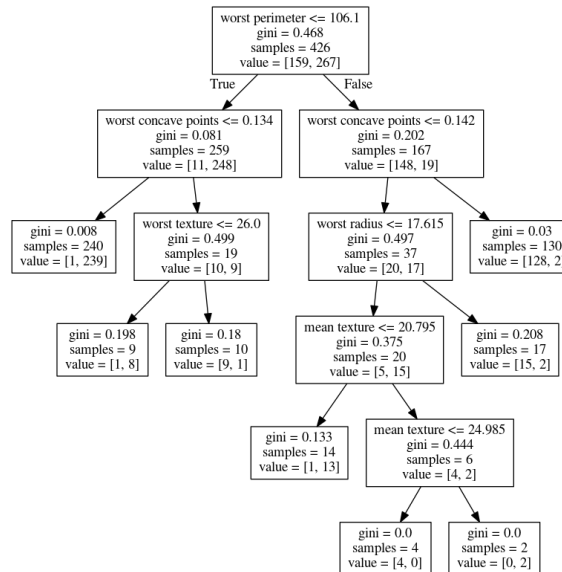 worst perimeter <= 106.1
gini = 0.468
samples = 426
value = [159, 267]
True
False
worst concave points <= 0.134
gini = 0.081
samples = 259
value = [11, 248]
worst concave points <= 0.142
gini = 0.202
samples = 167
value = [148, 19]
gini = 0.008
samples = 240
value = [1, 239]
worst texture <= 26.0
gini = 0.499
samples = 19
value = [10, 9]
worst radius <= 17.615
gini = 0.497
samples = 37
value = [20, 17]
gini = 0.03
samples = 130
value = [128, 2
gini = 0.198
samples = 9
value = [1, 8]
gini = 0.18
samples = 10
value = [9, 1]
mean texture <= 20.795
gini = 0.375
samples = 20
value = [5, 15]
gini = 0.208
samples = 17
value = [15, 2]
gini = 0.133
samples = 14
value = [1, 13]
mean texture <= 24.985
gini = 0.444
samples = 6
value = [4, 2]
gini = 0.0
samples = 4
value = [4, 0]
gini = 0.0
samples = 2
value = [0, 2]